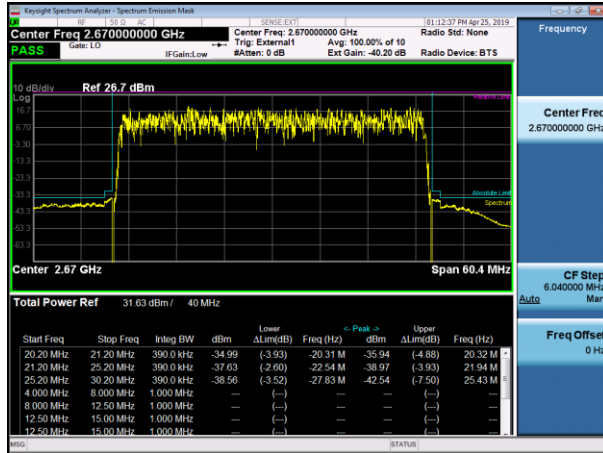 Keysight Spectrum Analyzer - Spectrum Emission Mask
RF 50 Ω AC SENSE:EXT 01:12:37 PM Apr 25, 2019
Center Freq 2.670000000 GHz
Center Freq: 2.670000000 GHz Radio Std: None
Gate: LO Trig: External1 Avg: 100.00% of 10
PASS IFGain:Low #Atten: 0 dB Ext Gain: -40.20 dB Radio Device: BTS
10 dB/div Ref 26.7 dBm
Log
Relative Limit
16.7
6.70
-3.30
-13.3
-23.3
Absolute Limit
-33.3
Spectrum
-43.3
-53.3
-63.3
Center 2.67 GHz Span 60.4 MHz
Total Power Ref 31.63 dBm / 40 MHz
Lower <- Peak -> Upper
Start Freq Stop Freq Integ BW dBm ΔLim(dB) Freq (Hz) dBm ΔLim(dB) Freq (Hz)
20.20 MHz 21.20 MHz 390.0 kHz -34.99 (-3.93) -20.31 M -35.94 (-4.88) 20.32 M
21.20 MHz 25.20 MHz 390.0 kHz -37.63 (-2.60) -22.54 M -38.97 (-3.93) 21.94 M
25.20 MHz 30.20 MHz 390.0 kHz -38.56 (-3.52) -27.83 M -42.54 (-7.50) 25.43 M
4.000 MHz 8.000 MHz 1.000 MHz --- (---) --- --- (---) ---
8.000 MHz 12.50 MHz 1.000 MHz --- (---) --- --- (---) ---
12.50 MHz 15.00 MHz 1.000 MHz --- (---) --- --- (---) ---
12.50 MHz 15.00 MHz 1.000 MHz --- (---) --- --- (---) ---
MSG STATUS
Frequency
Center Freq
2.670000000 GHz
CF Step
6.040000 MHz
Auto Man
Freq Offset
0 Hz